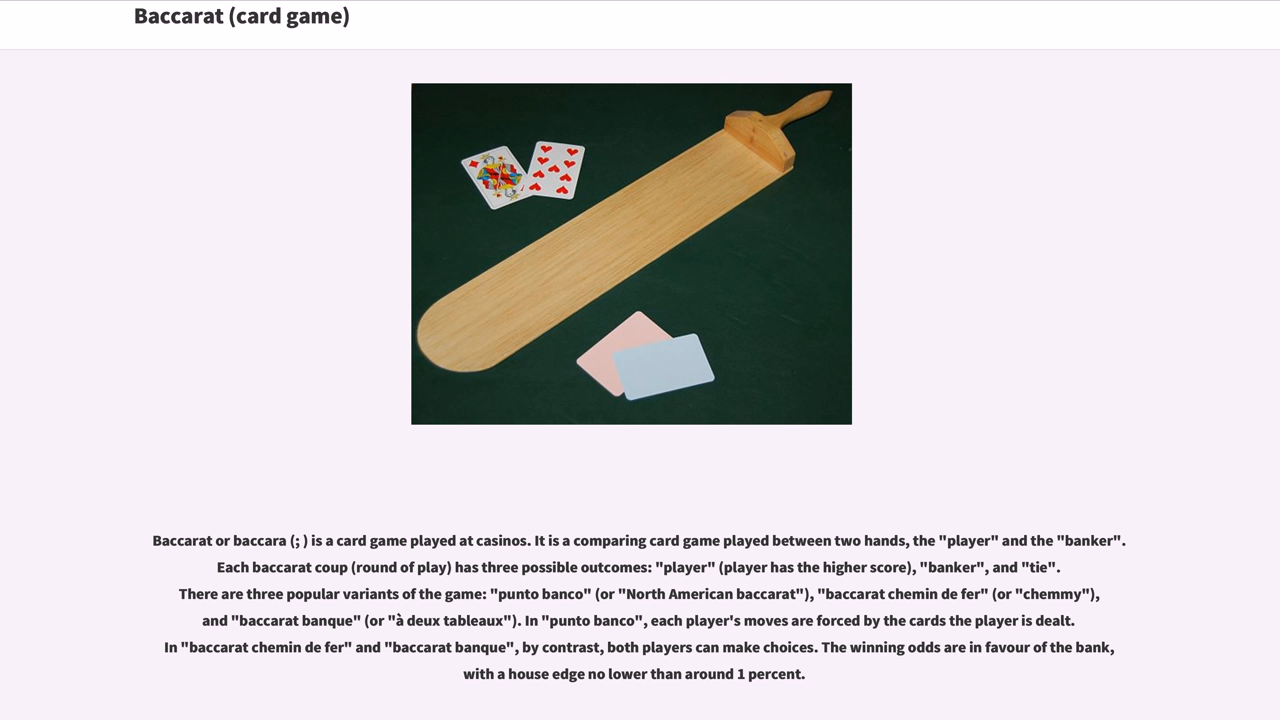 Baccarat (card game)
Baccarat or baccara (; ) is a card game played at casinos. It is a comparing card game played between two hands, the "player" and the "banker".
Each baccarat coup (round of play) has three possible outcomes: "player" (player has the higher score), "banker", and "tie".
There are three popular variants of the game: "punto banco" (or "North American baccarat"), "baccarat chemin de fer" (or "chemmy"),
and "baccarat banque" (or "à deux tableaux"). In "punto banco", each player's moves are forced by the cards the player is dealt.
In "baccarat chemin de fer" and "baccarat banque", by contrast, both players can make choices. The winning odds are in favour of the bank,
with a house edge no lower than around 1 percent.